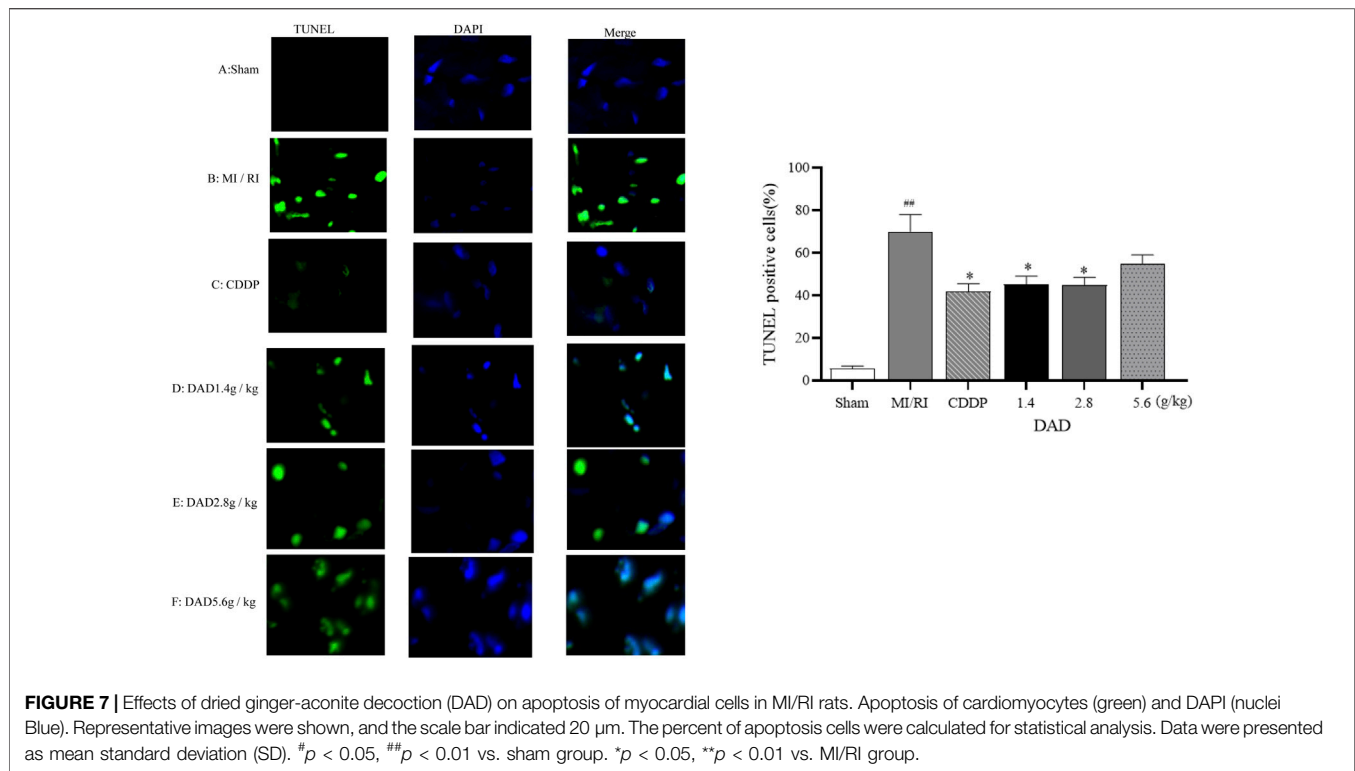 TUNEL DAPI Merge
A:Sham
B: MI / RI
C: CDDP
D: DAD1.4g / kg
E: DAD2.8g / kg
F: DAD5.6g / kg
TUNEL positive cells(%)
100
80
60
40
20
0
##
* * *
Sham MI/RI CDDP 1.4 2.8 5.6 (g/kg)
DAD
FIGURE 7 | Effects of dried ginger-aconite decoction (DAD) on apoptosis of myocardial cells in MI/RI rats. Apoptosis of cardiomyocytes (green) and DAPI (nuclei
Blue). Representative images were shown, and the scale bar indicated 20 µm. The percent of apoptosis cells were calculated for statistical analysis. Data were presented
as mean standard deviation (SD). #p < 0.05, ##p < 0.01 vs. sham group. *p < 0.05, **p < 0.01 vs. MI/RI group.